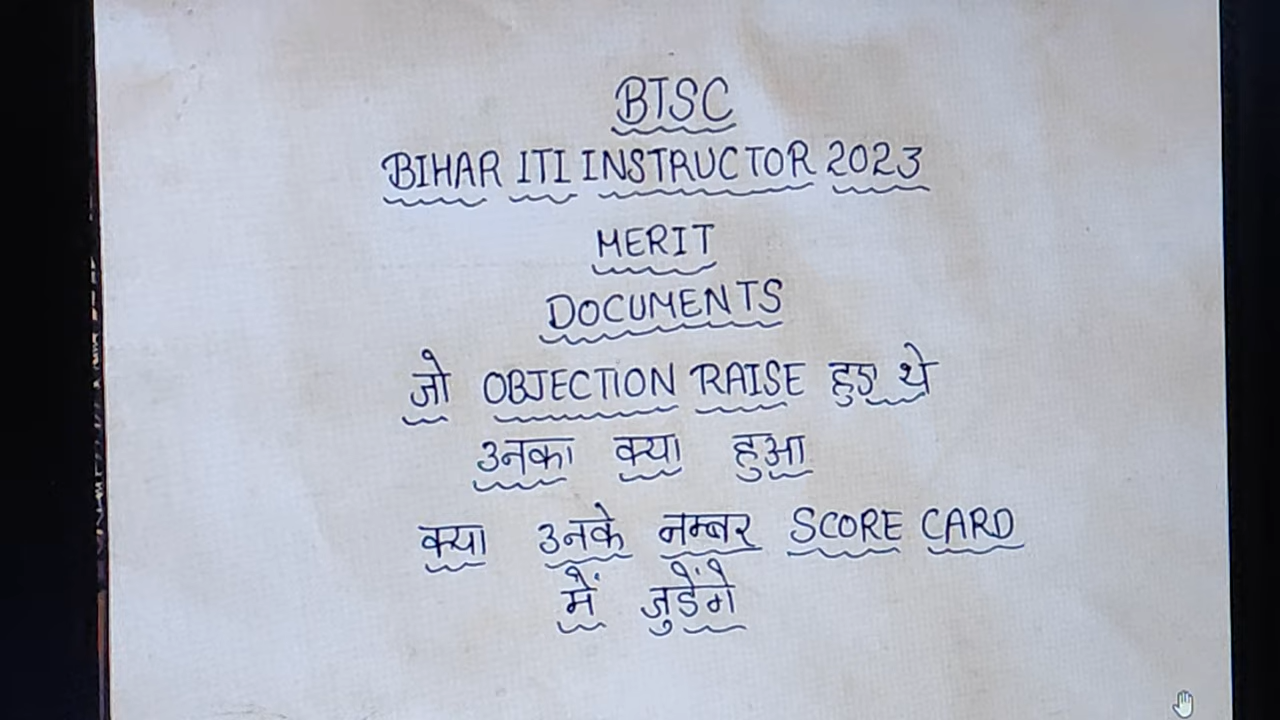 BTSC
BIHAR ITI INSTRUCTOR 2023
MERIT
DOCUMENTS
जो OBJECTION RAISE हुए थे
उनका क्या हुआ
क्या उनके नम्बर SCORE CARD
में जुडेंगे